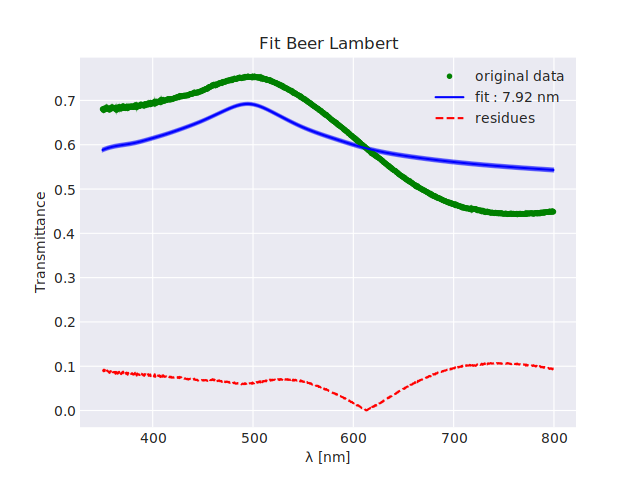 Fit Beer Lambert
original data
fit : 7.92 nm
residues
Transmittance
0.7
0.6
0.5
0.4
0.3
0.2
0.1
0.0
400 500 600 700 800
λ [nm]